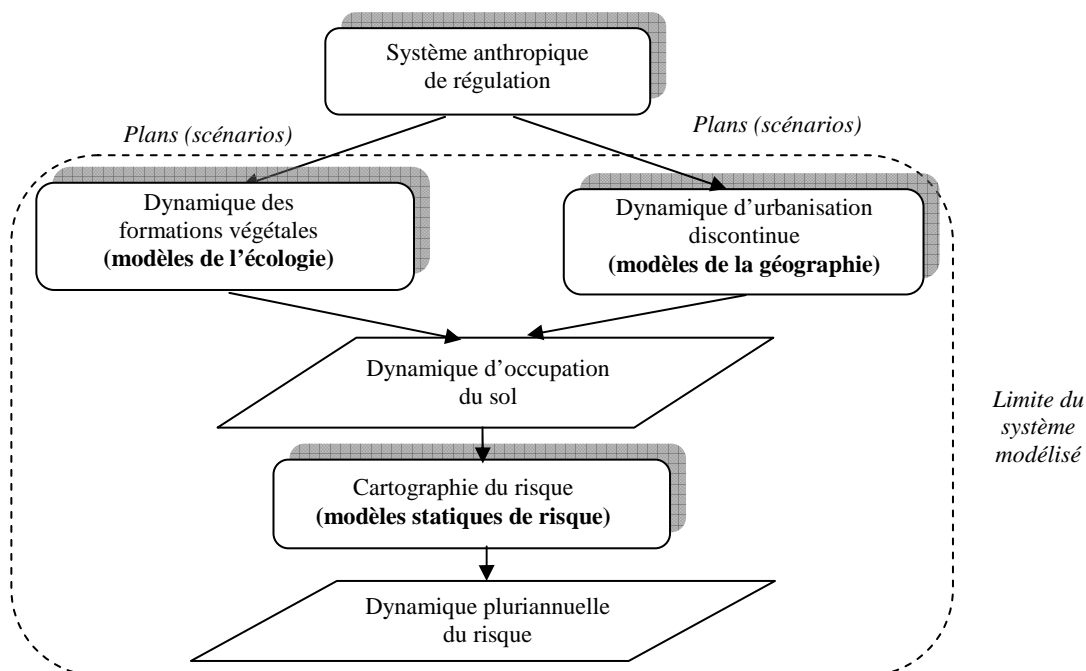 Système anthropique
de régulation
Plans (scénarios)
Plans (scénarios)
Dynamique des
formations végétales
(modèles de l’écologie)
Dynamique d’urbanisation
discontinue
(modèles de la géographie)
Dynamique d’occupation
du sol
Limite du
système
modélisé
Cartographie du risque
(modèles statiques de risque)
Dynamique pluriannuelle
du risque